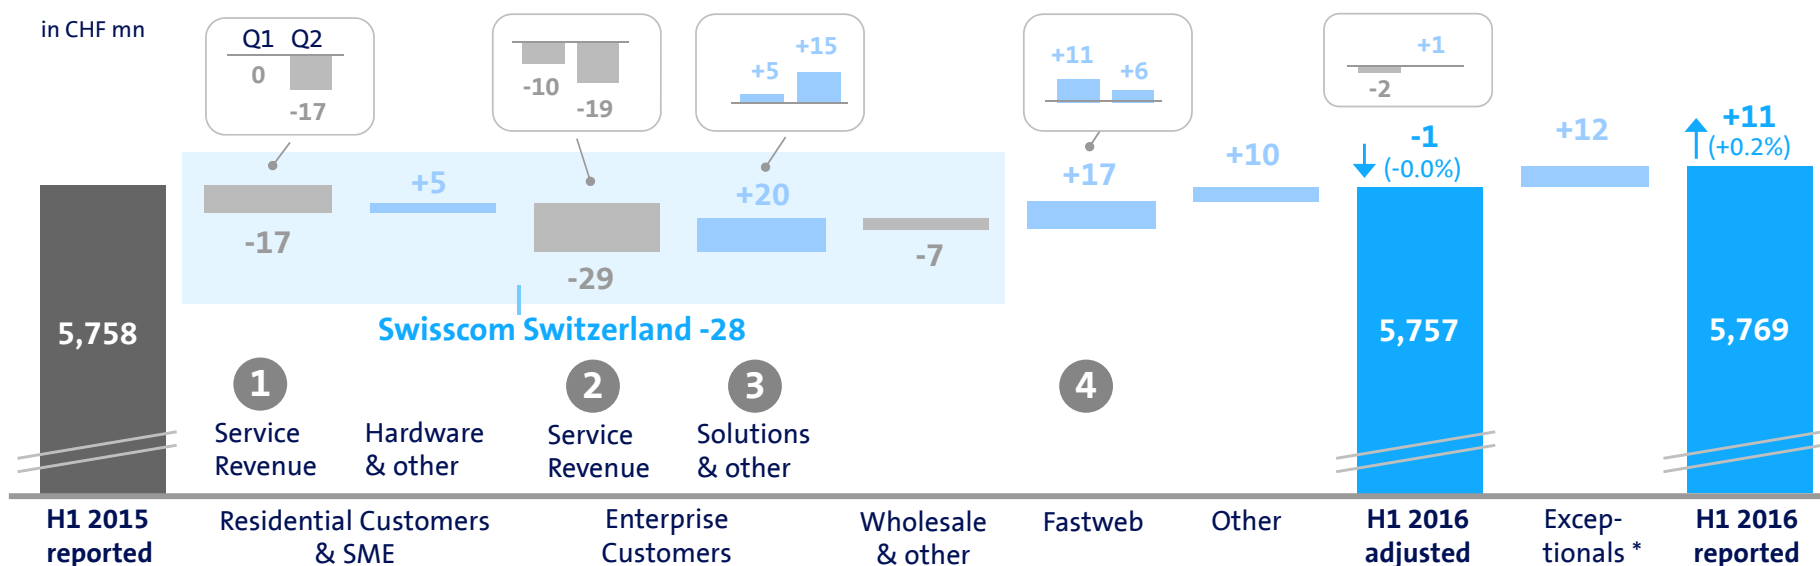 in CHF mn
Q1 Q2
0
-17
-10
-19
+5
+15
+11
+6
-2
+1
-17
+5
-29
+20
-7
+17
+10
-1
(-0.0%)
+12
+11
(+0.2%)
5,758
Swisscom Switzerland -28
5,757
5,769
1
2
3
4
Service
Revenue
Hardware
& other
Service
Revenue
Solutions
& other
H1 2015
reported
Residential Customers
& SME
Enterprise
Customers
Wholesale
& other
Fastweb
Other
H1 2016
adjusted
Excep-
tionals *
H1 2016
reported